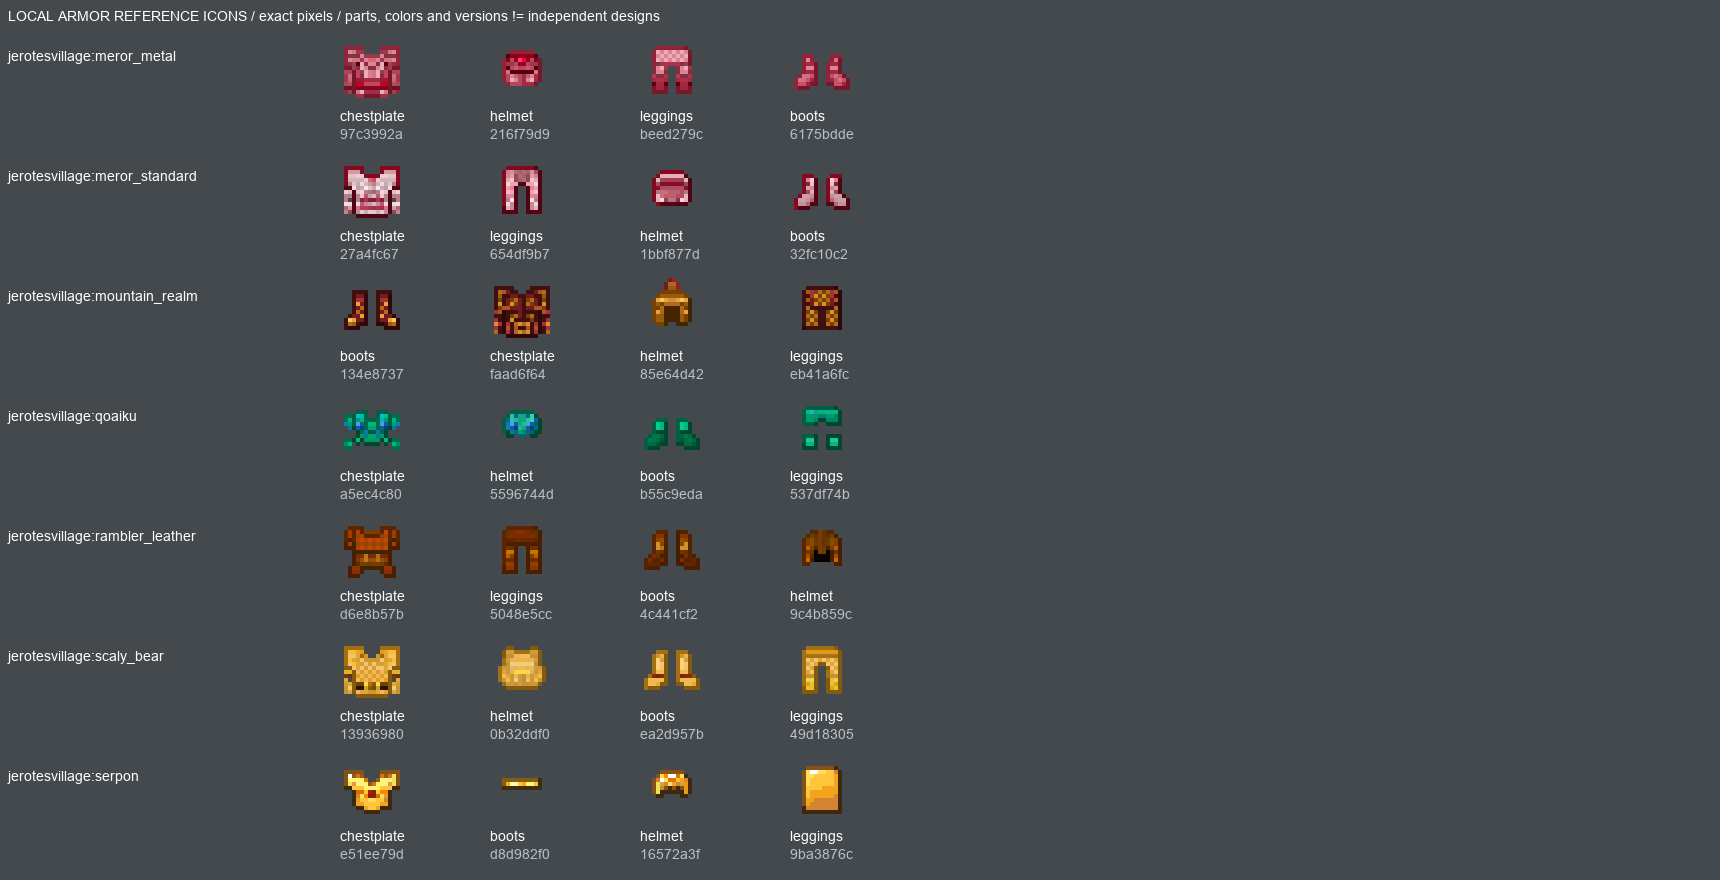 LOCAL ARMOR REFERENCE ICONS / exact pixels / parts, colors and versions != independent designs
jerotesvillage:meror_metal
chestplate helmet leggings boots
97c3992a 216f79d9 beed279c 6175bdde
jerotesvillage:meror_standard
chestplate leggings helmet boots
27a4fc67 654df9b7 1bbf877d 32fc10c2
jerotesvillage:mountain_realm
boots chestplate helmet leggings
134e8737 faad6f64 85e64d42 eb41a6fc
jerotesvillage:qoaiku
chestplate helmet boots leggings
a5ec4c80 5596744d b55c9eda 537df74b
jerotesvillage:rambler_leather
chestplate leggings boots helmet
d6e8b57b 5048e5cc 4c441cf2 9c4b859c
jerotesvillage:scaly_bear
chestplate helmet boots leggings
13936980 0b32ddf0 ea2d957b 49d18305
jerotesvillage:serpon
chestplate boots helmet leggings
e51ee79d d8d982f0 16572a3f 9ba3876c